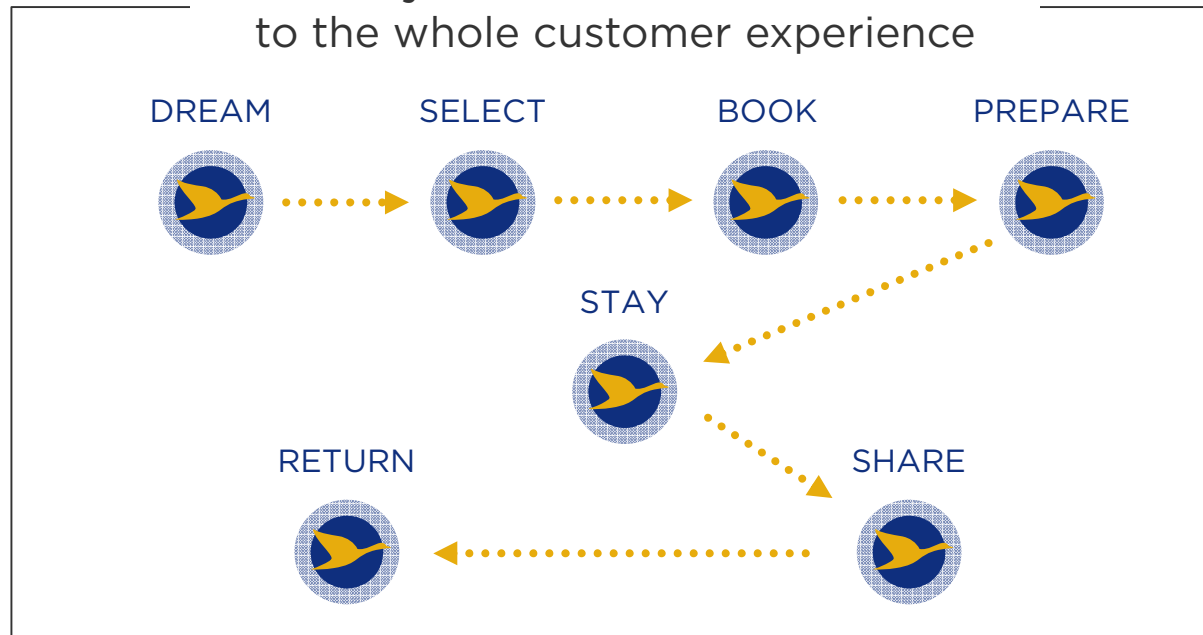 to the whole customer experience
DREAM
SELECT
BOOK
PREPARE
STAY
RETURN
SHARE